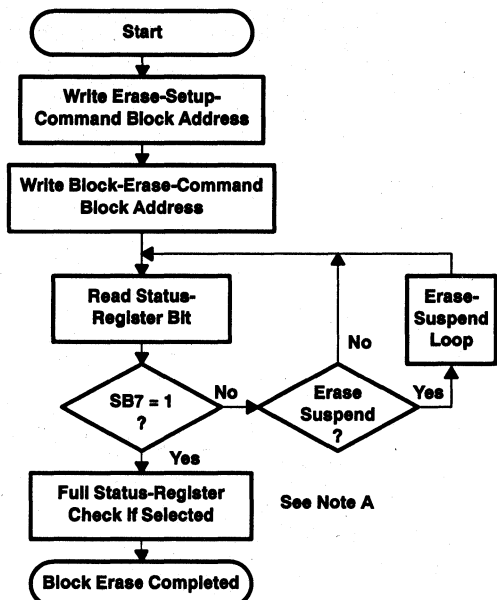 Start
Write Erase-Setup-
Command Block Address
Write Block-Erase-Command
Block Address
Read Status-
Register Bit
Erase-
Suspend
Loop
No
SB7 = 1
?
No
Erase
Suspend
?
Yes
Yes
Full Status-Register
Check if Selected
See Note A
Block Erase Completed